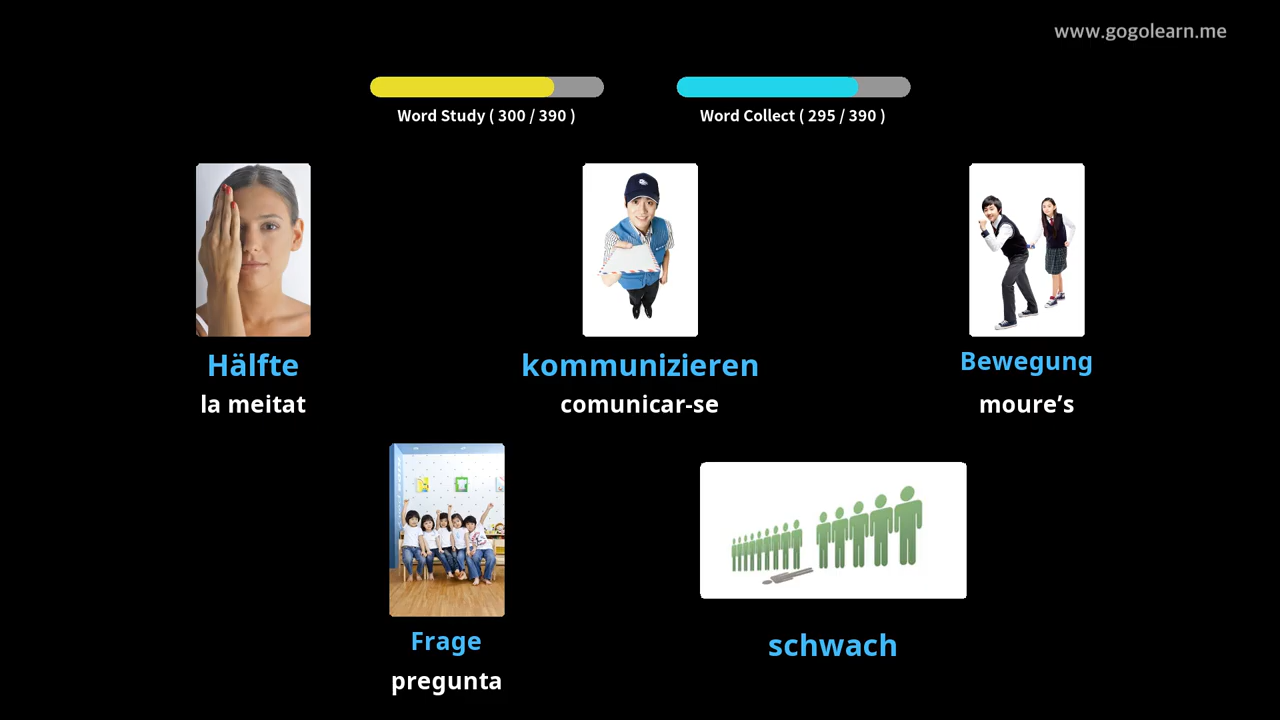 www.gogolearn.me
Word Study ( 300 / 390 )
Word Collect ( 295 / 390 )
Hälfte
la meitat
kommunizieren
comunicar-se
Bewegung
moure’s
Frage
pregunta
schwach